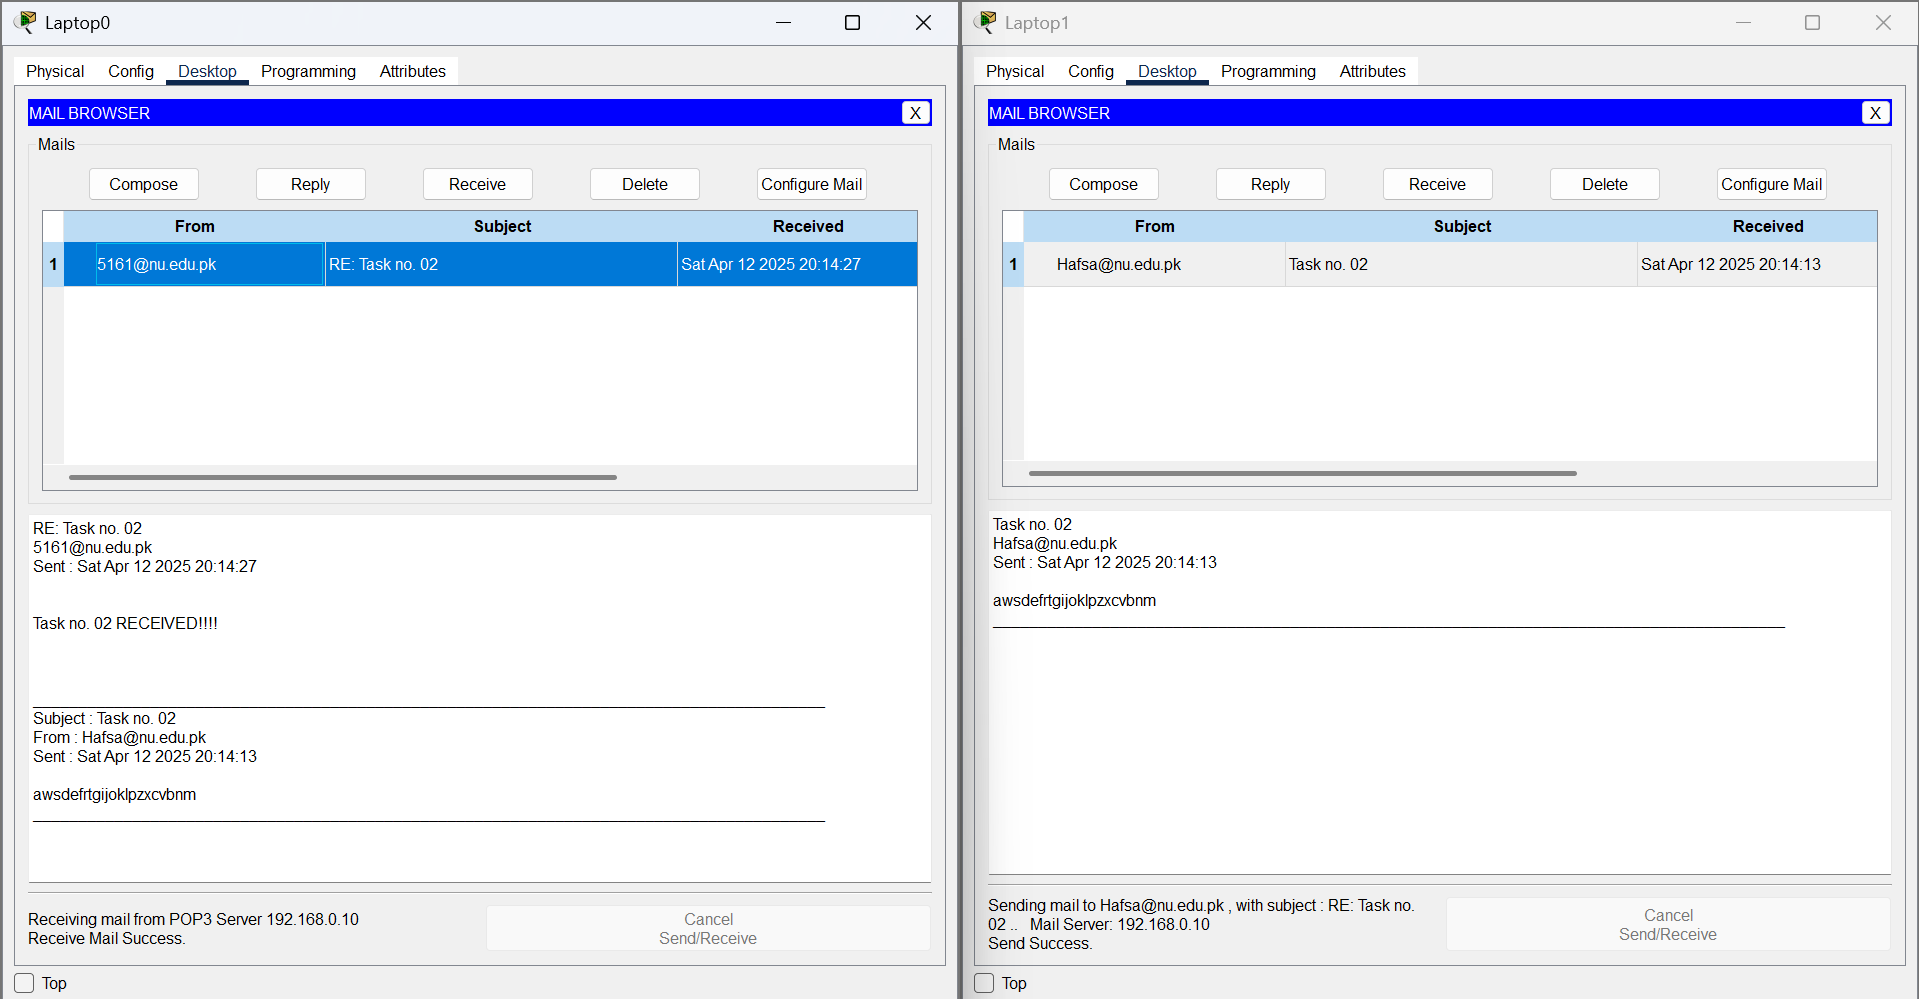 Laptop0
Physical Config Desktop Programming Attributes
MAIL BROWSER X
Mails
Compose Reply Receive Delete Configure Mail
From Subject Received
1 5161@nu.edu.pk RE: Task no. 02 Sat Apr 12 2025 20:14:27
RE: Task no. 02
5161@nu.edu.pk
Sent : Sat Apr 12 2025 20:14:27
Task no. 02 RECEIVED!!!!
Subject : Task no. 02
From : Hafsa@nu.edu.pk
Sent : Sat Apr 12 2025 20:14:13
awsdefrtgijoklpzxcvbnm
Receiving mail from POP3 Server 192.168.0.10
Receive Mail Success.
Cancel
Send/Receive
Top
Laptop1
Physical Config Desktop Programming Attributes
MAIL BROWSER X
Mails
Compose Reply Receive Delete Configure Mail
From Subject Received
1 Hafsa@nu.edu.pk Task no. 02 Sat Apr 12 2025 20:14:13
Task no. 02
Hafsa@nu.edu.pk
Sent : Sat Apr 12 2025 20:14:13
awsdefrtgijoklpzxcvbnm
Sending mail to Hafsa@nu.edu.pk , with subject : RE: Task no.
02 .. Mail Server: 192.168.0.10
Send Success.
Cancel
Send/Receive
Top